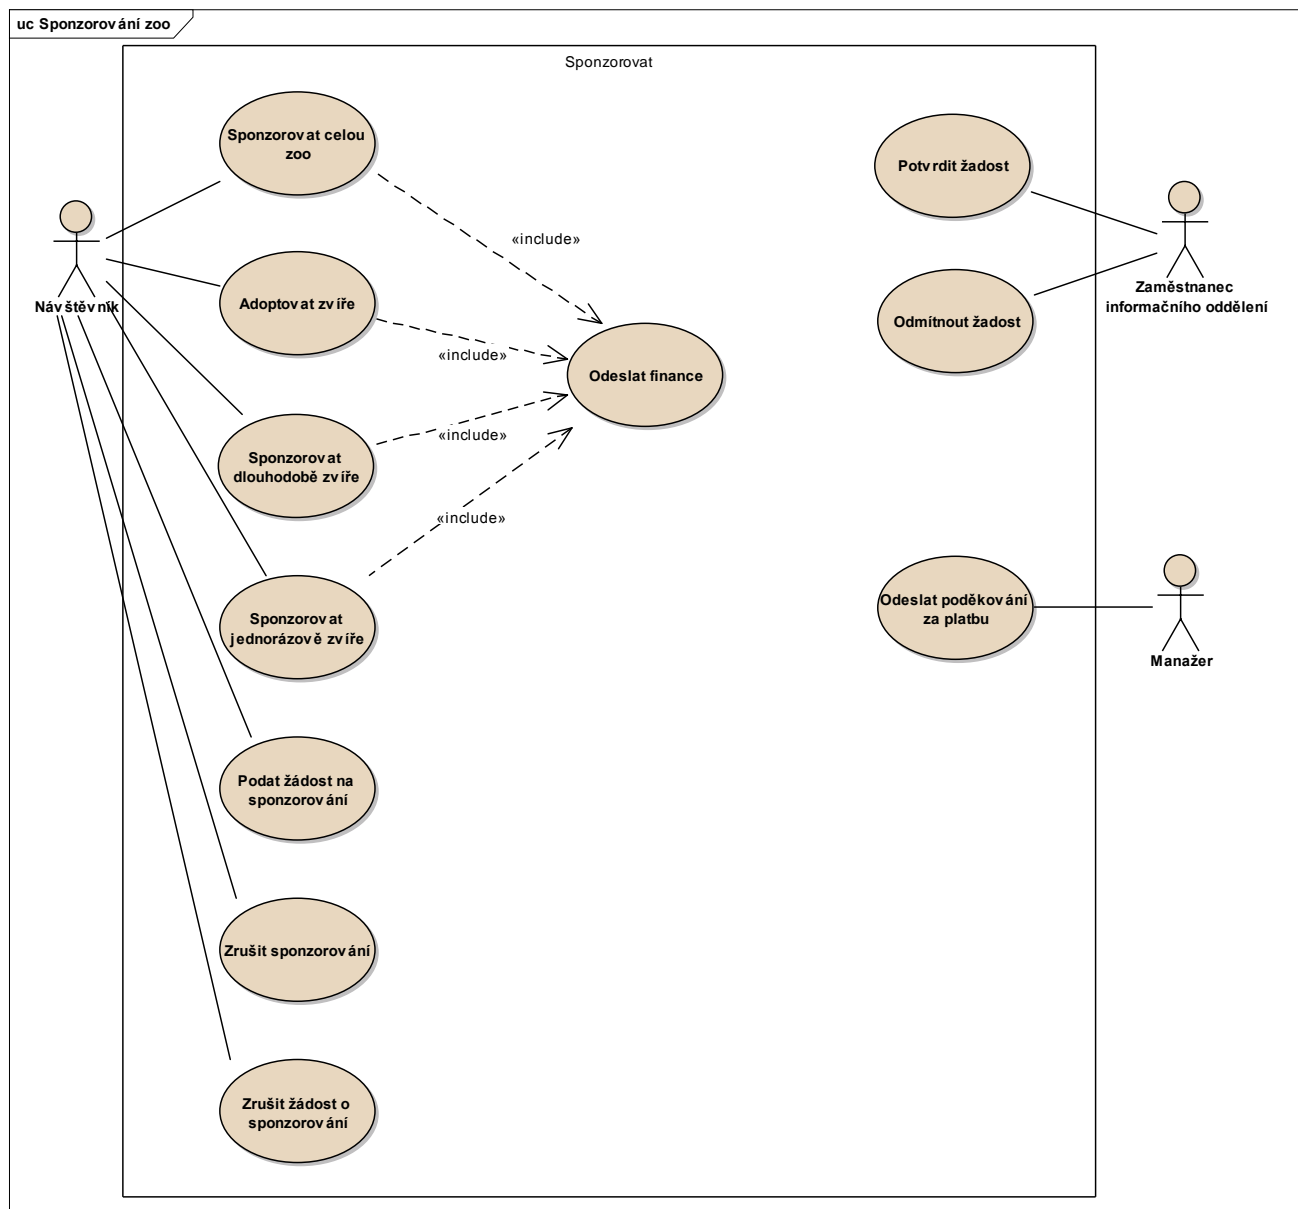 uc Sponzorování zoo
Sponzorovat
Sponzorovat celou
zoo
Potvrdit žadost
«include»
Návštěvník
Adoptovat zvíře
Zaměstnanec
informačního oddělení
Odmítnout žadost
«include»
Odeslat finance
«include»
Sponzorovat
dlouhodobě zvíře
«include»
Sponzorovat
jednorázově zvíře
Odeslat poděkování
za platbu
Manažer
Podat žádost na
sponzorování
Zrušit sponzorování
Zrušit žádost o
sponzorování